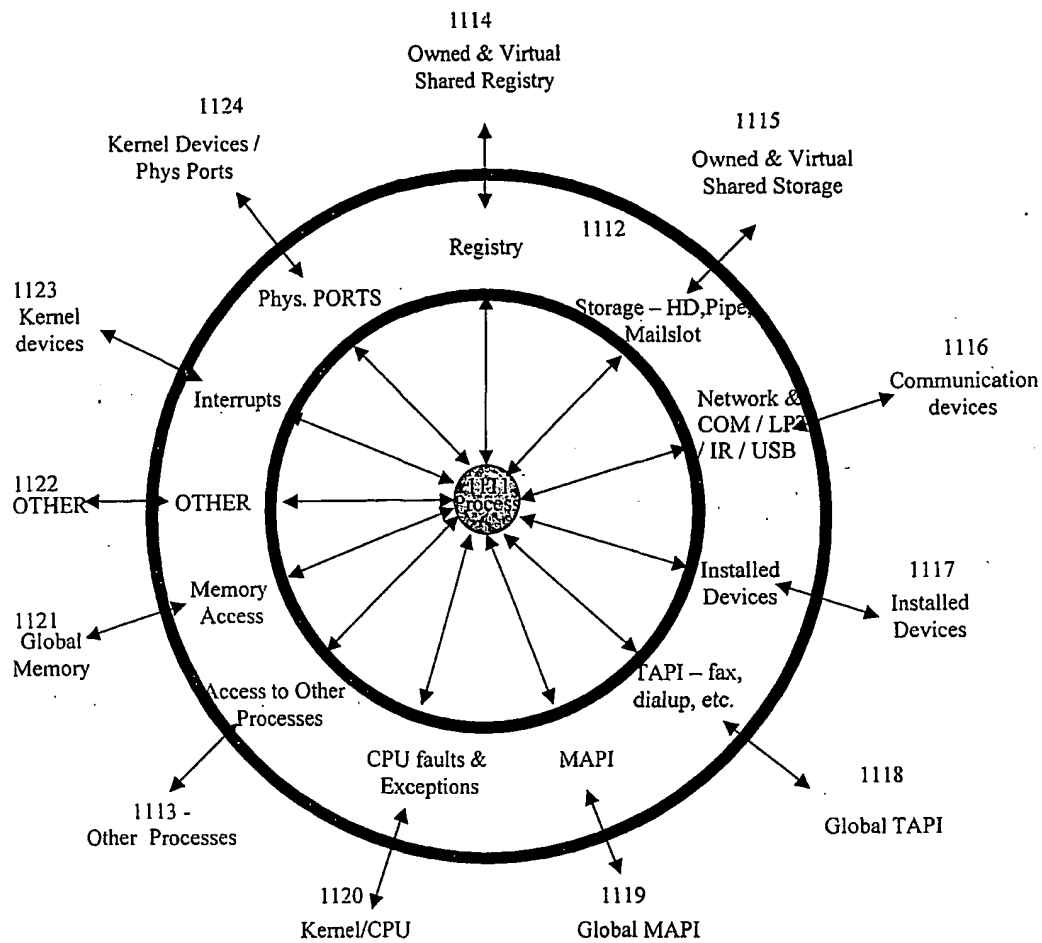 1114
Owned & Virtual
Shared Registry
1124
Kernel Devices /
Phys Ports
1115
Owned & Virtual
Shared Storage
1112
Registry
Phys. PORTS
Storage – HD,Pipe,
Mailslot
1123
Kernel
devices
Interrupts
Network &
COM / LPT
/ IR / USB
1116
Communication
devices
1111
Process
1122
OTHER
OTHER
Memory
Access
Installed
Devices
1117
Installed
Devices
1121
Global
Memory
Access to Other
Processes
TAPI – fax,
dialup, etc.
CPU faults &
Exceptions
MAPI
1118
Global TAPI
1113 -
Other Processes
1120
Kernel/CPU
1119
Global MAPI